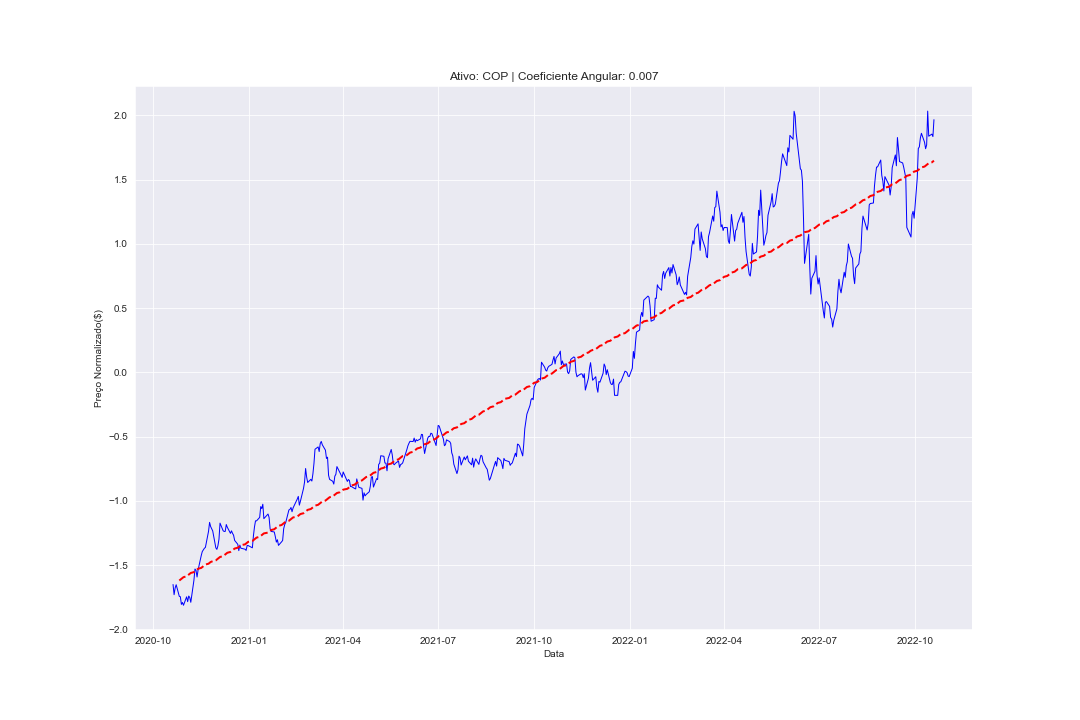 Ativo: COP | Coeficiente Angular: 0.007
Preço Normalizado($)
2.0
1.5
1.0
0.5
0.0
−0.5
−1.0
−1.5
−2.0
2020-10 2021-01 2021-04 2021-07 2021-10 2022-01 2022-04 2022-07 2022-10
Data